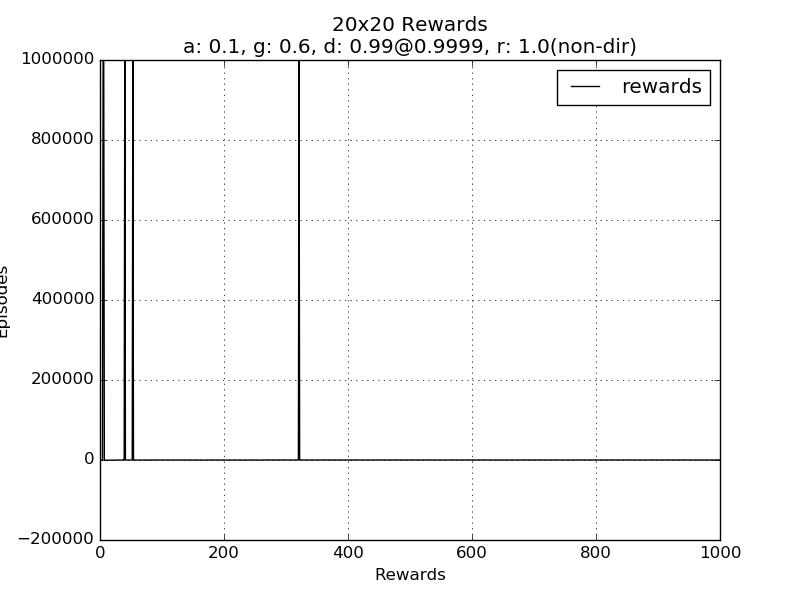 20x20 Rewards
a: 0.1, g: 0.6, d: 0.99@0.9999, r: 1.0(non-dir)
rewards
1000000
800000
600000
400000
200000
0
−200000
Episodes
0 200 400 600 800 1000
Rewards